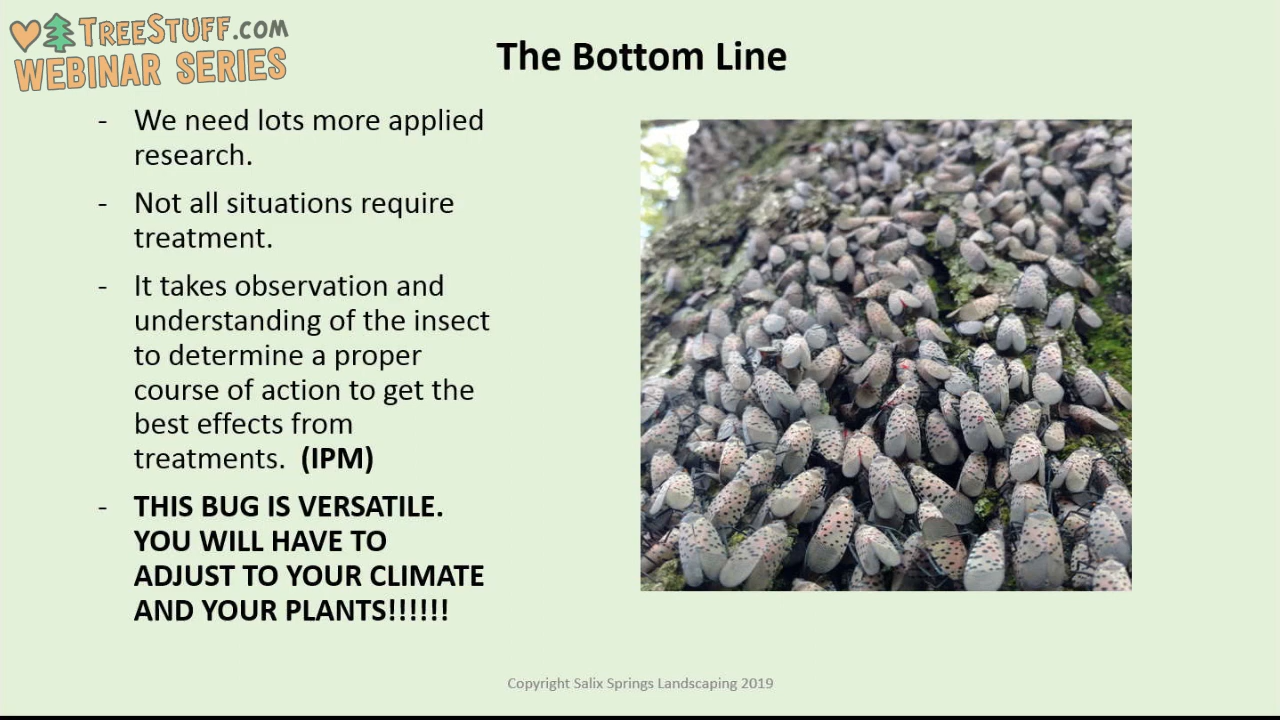 TREESTUFF.COM
WEBINAR SERIES
The Bottom Line
- We need lots more applied
research.
- Not all situations require
treatment.
- It takes observation and
understanding of the insect
to determine a proper
course of action to get the
best effects from
treatments. (IPM)
- THIS BUG IS VERSATILE.
YOU WILL HAVE TO
ADJUST TO YOUR CLIMATE
AND YOUR PLANTS!!!!!!
Copyright Salix Springs Landscaping 2019